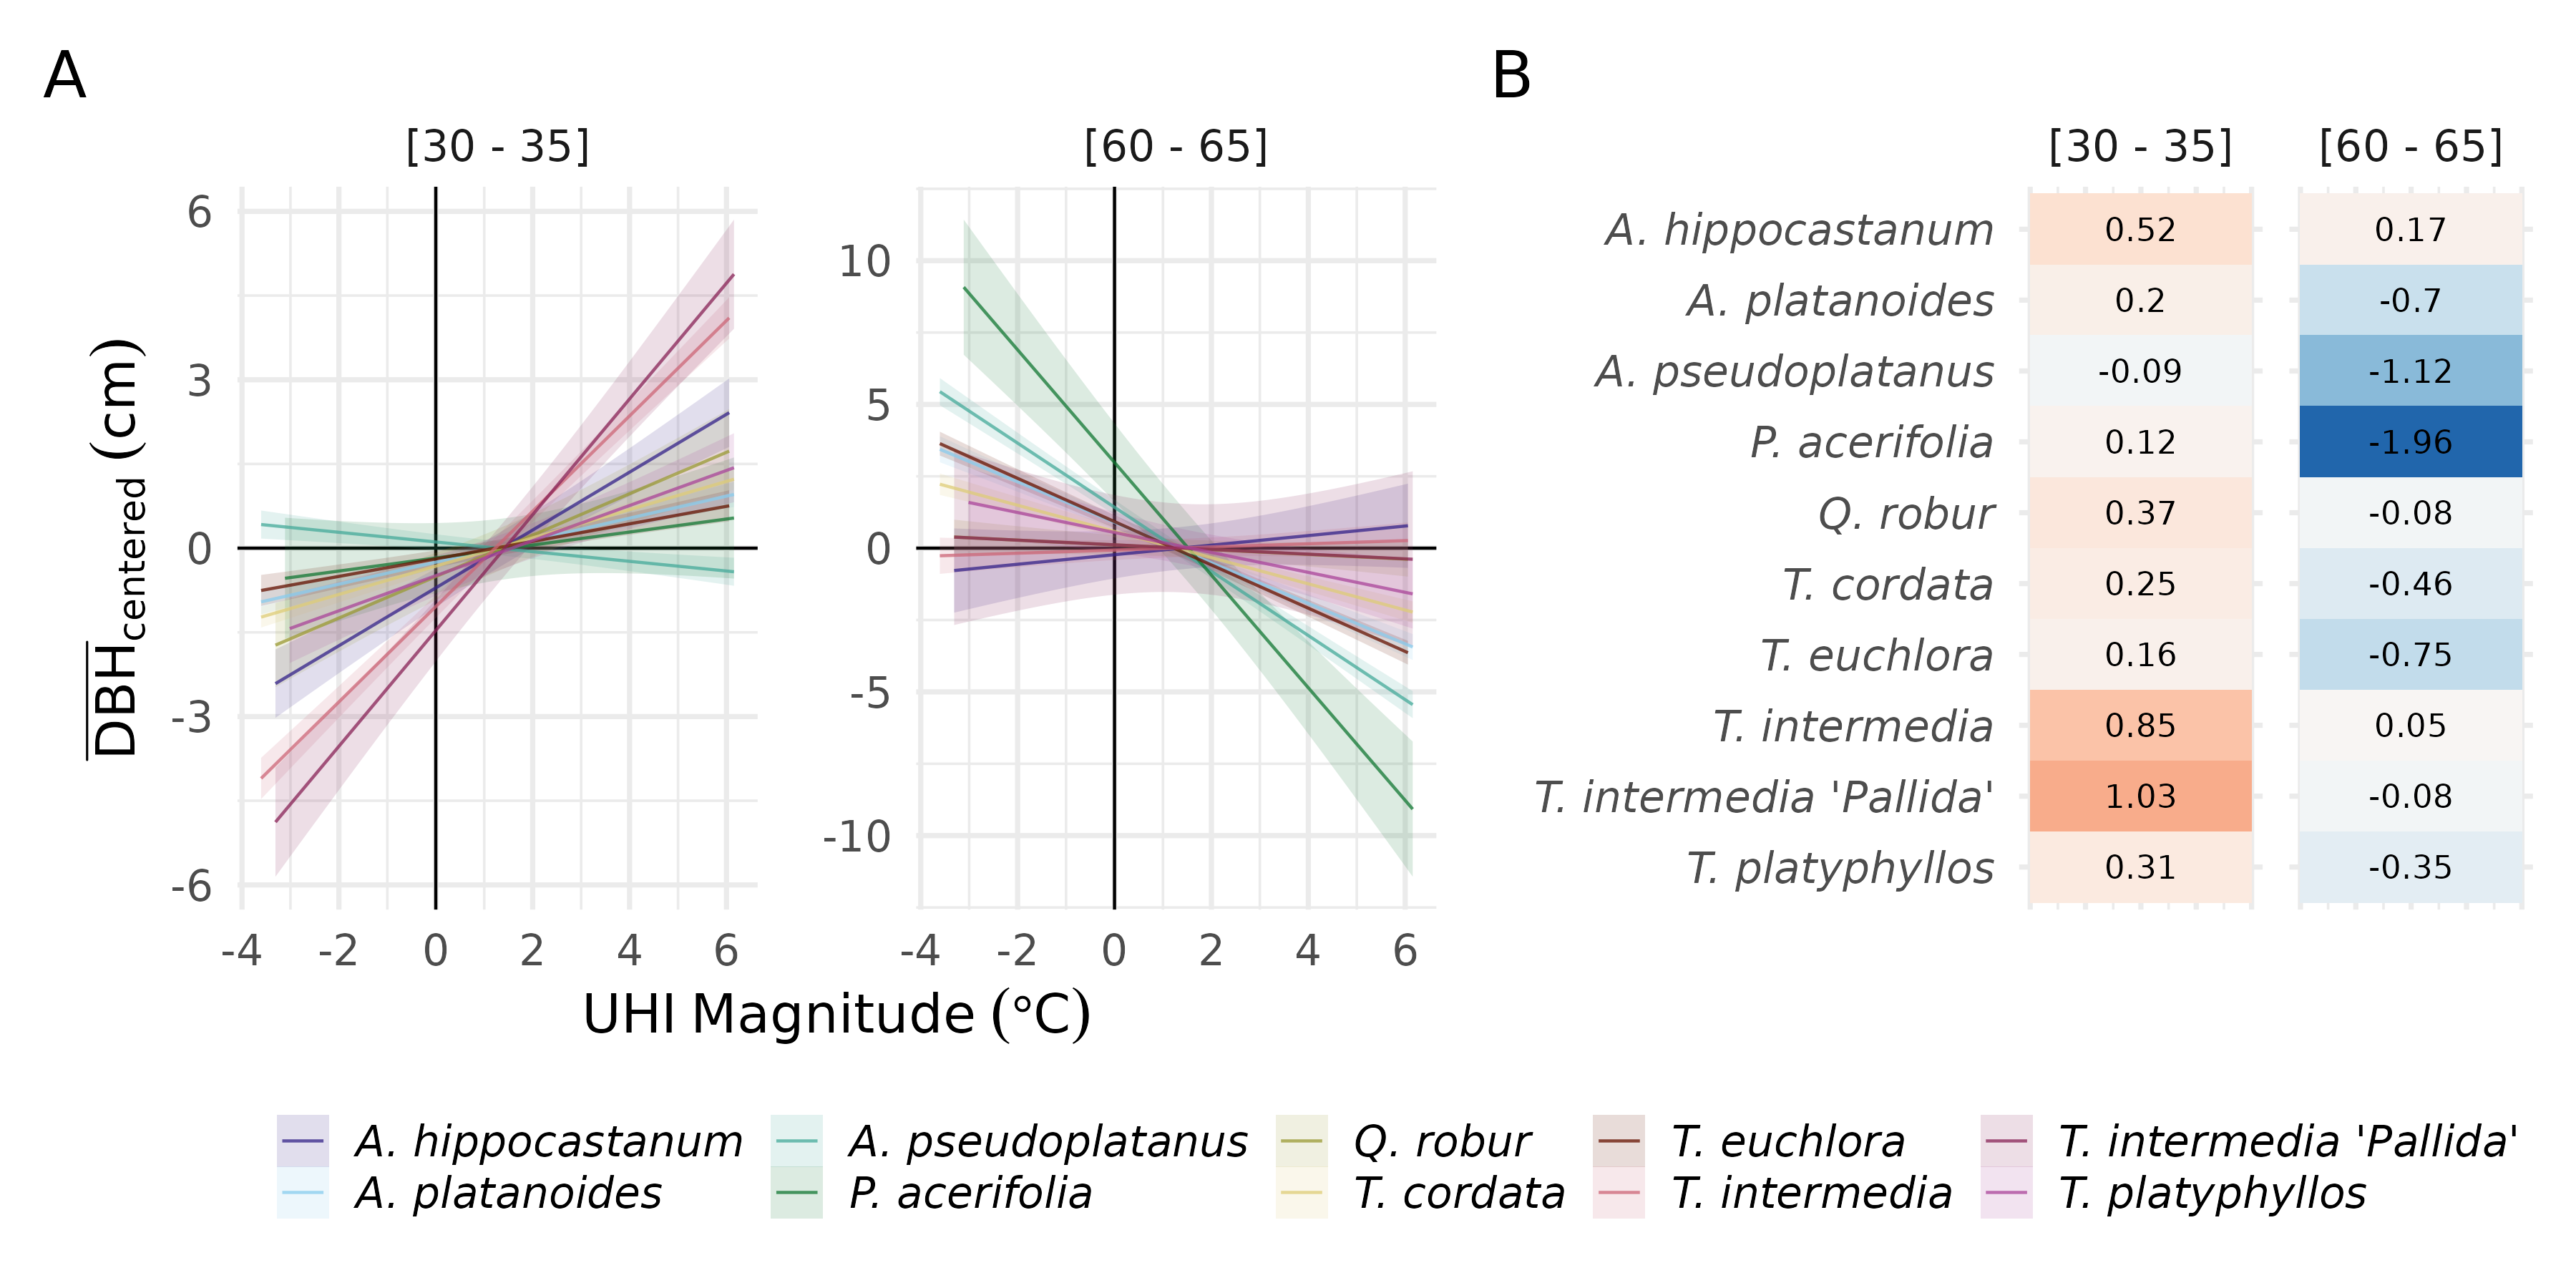 A
B
[30 - 35]
[60 - 65]
6
3
0
-3
-6
10
5
0
-5
-10
-4 -2 0 2 4 6
-4 -2 0 2 4 6
DBHcentered (cm)
UHI Magnitude (°C)
[30 - 35] [60 - 65]
A. hippocastanum 0.52 0.17
A. platanoides 0.2 -0.7
A. pseudoplatanus -0.09 -1.12
P. acerifolia 0.12 -1.96
Q. robur 0.37 -0.08
T. cordata 0.25 -0.46
T. euchlora 0.16 -0.75
T. intermedia 0.85 0.05
T. intermedia 'Pallida' 1.03 -0.08
T. platyphyllos 0.31 -0.35
A. hippocastanum A. pseudoplatanus Q. robur T. euchlora T. intermedia 'Pallida'
A. platanoides P. acerifolia T. cordata T. intermedia T. platyphyllos